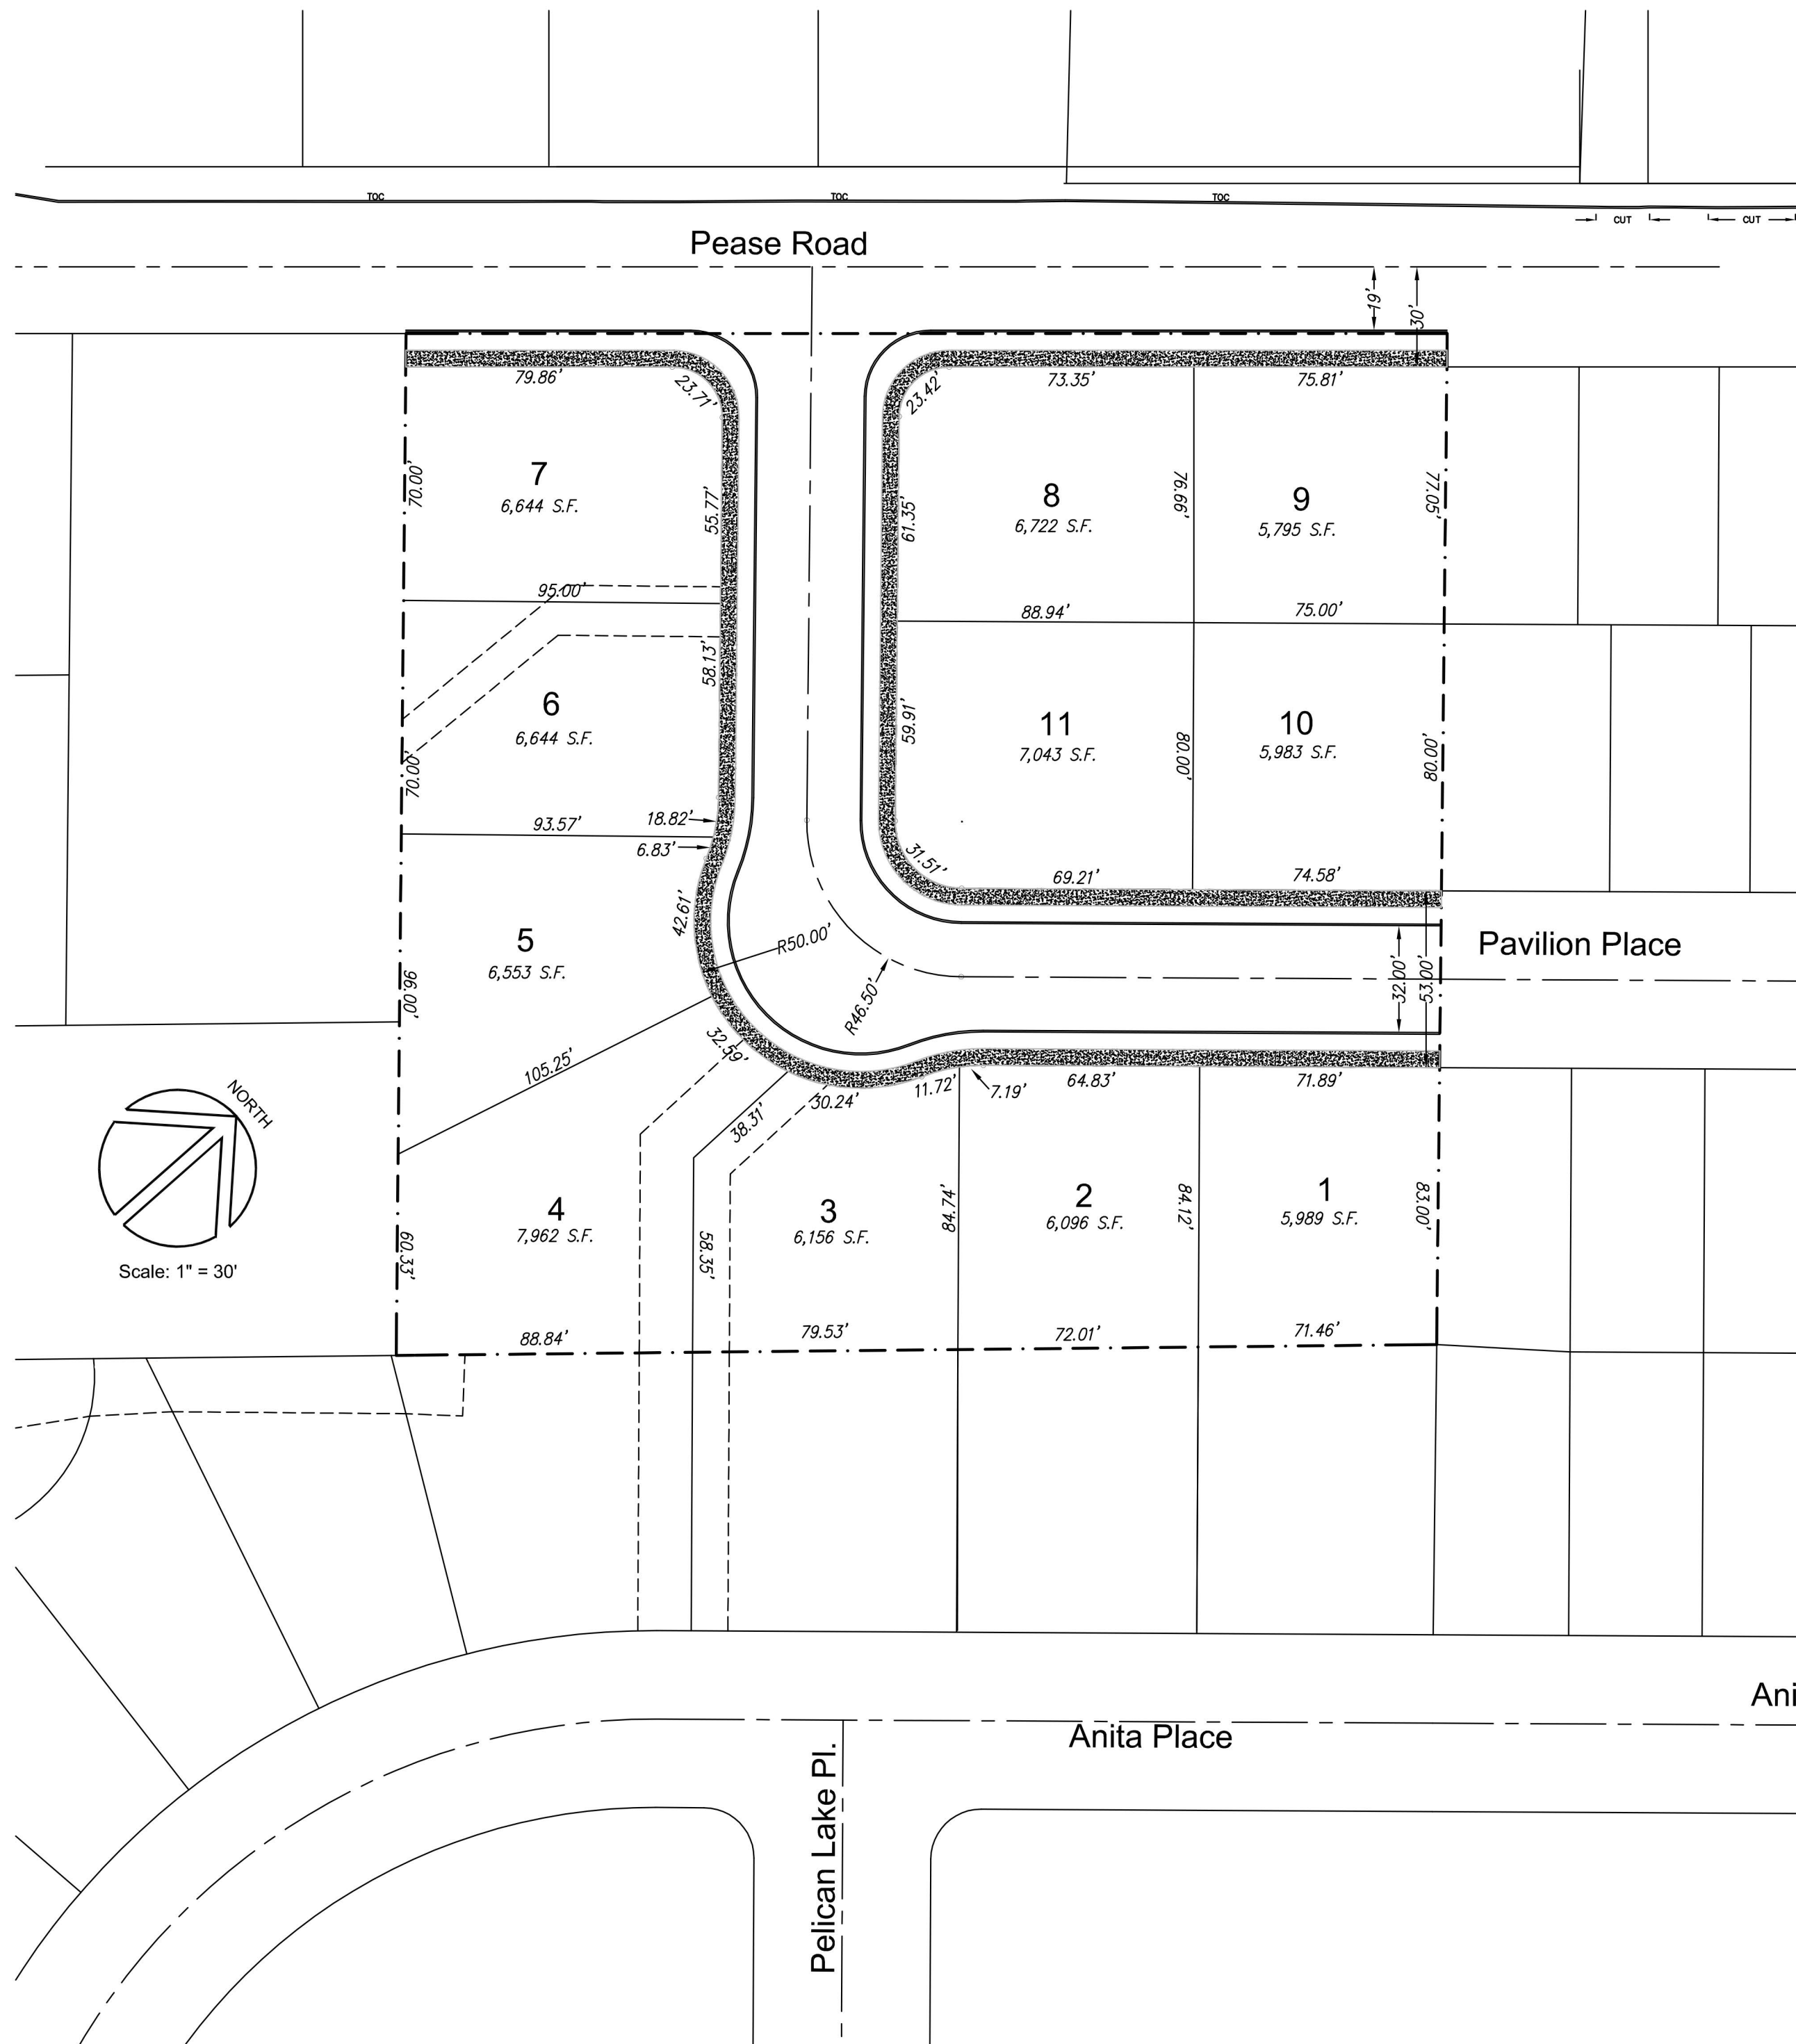 TOC
TOC
TOC
CUT
CUT
Pease Road
19'
30'
79.86'
23.71'
23.42'
73.35'
75.81'
70.00'
7
6,644 S.F.
55.77'
61.35'
8
6,722 S.F.
76.66'
9
5,795 S.F.
77.05'
95.00'
88.94'
75.00'
58.13'
6
6,644 S.F.
70.00'
59.91'
11
7,043 S.F.
80.00'
10
5,983 S.F.
80.00'
93.57'
18.82'
6.83'
31.51'
69.21'
74.58'
42.61'
5
6,553 S.F.
96.00'
R50.00'
R46.50'
32.00'
53.00'
Pavilion Place
105.25'
32.59'
38.31'
30.24'
11.72'
7.19'
64.83'
71.89'
NORTH
Scale: 1" = 30'
4
7,962 S.F.
60.33'
58.35'
3
6,156 S.F.
84.74'
2
6,096 S.F.
84.12'
1
5,989 S.F.
83.00'
88.84'
79.53'
72.01'
71.46'
Ani
Anita Place
Pelican Lake Pl.